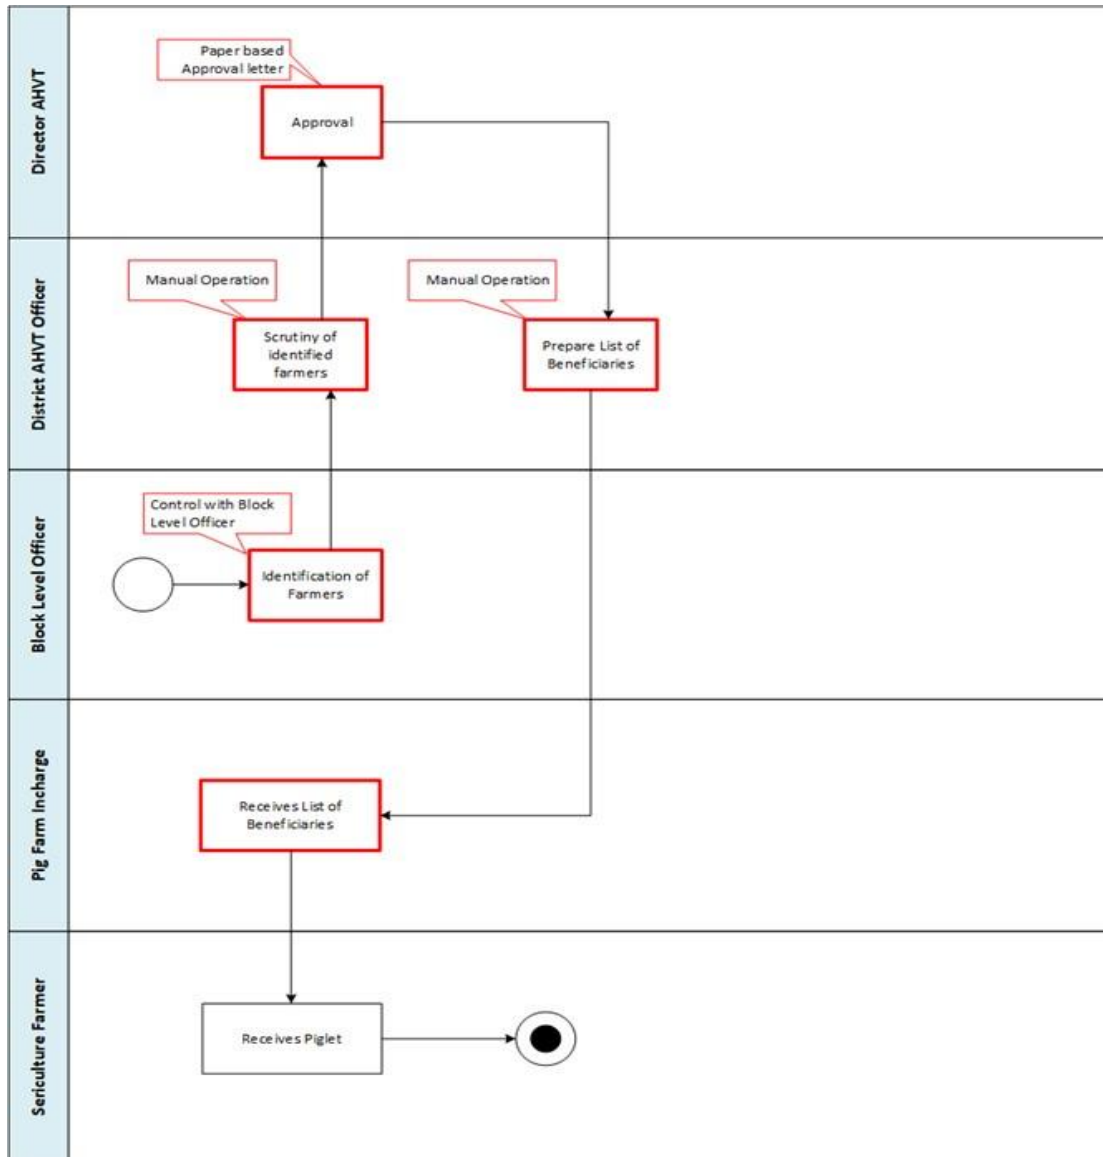 Director AHVT
Paper based
Approval letter
Approval
District AHVT Officer
Manual Operation
Manual Operation
Scrutiny of
identified
farmers
Prepare List of
Beneficiaries
Block Level Officer
Control with Block
Level Officer
Identification of
Farmers
Pig Farm Incharge
Receives List of
Beneficiaries
Sericulture Farmer
Receives Piglet